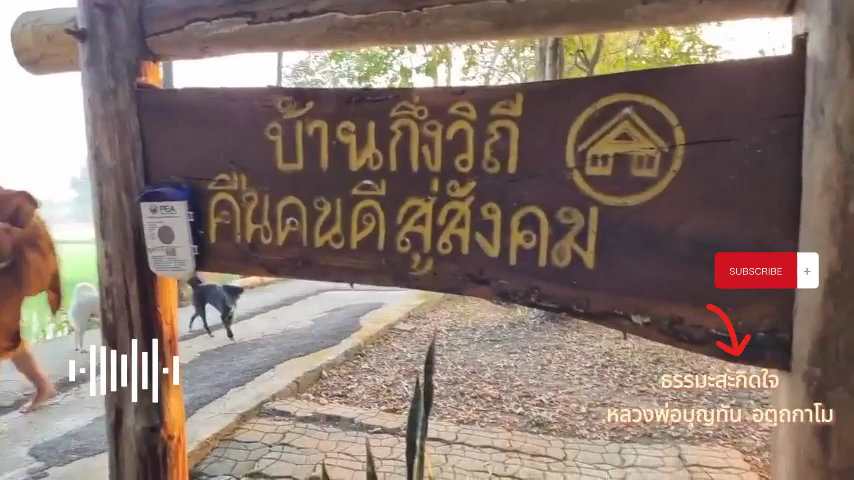 บ้านกึ่งวิถี
คืนคนดีสู่สังคม
PEA
SUBSCRIBE +
ธรรมะสะกิดใจ
หลวงพ่อบุญทัน อตฺถกาโม